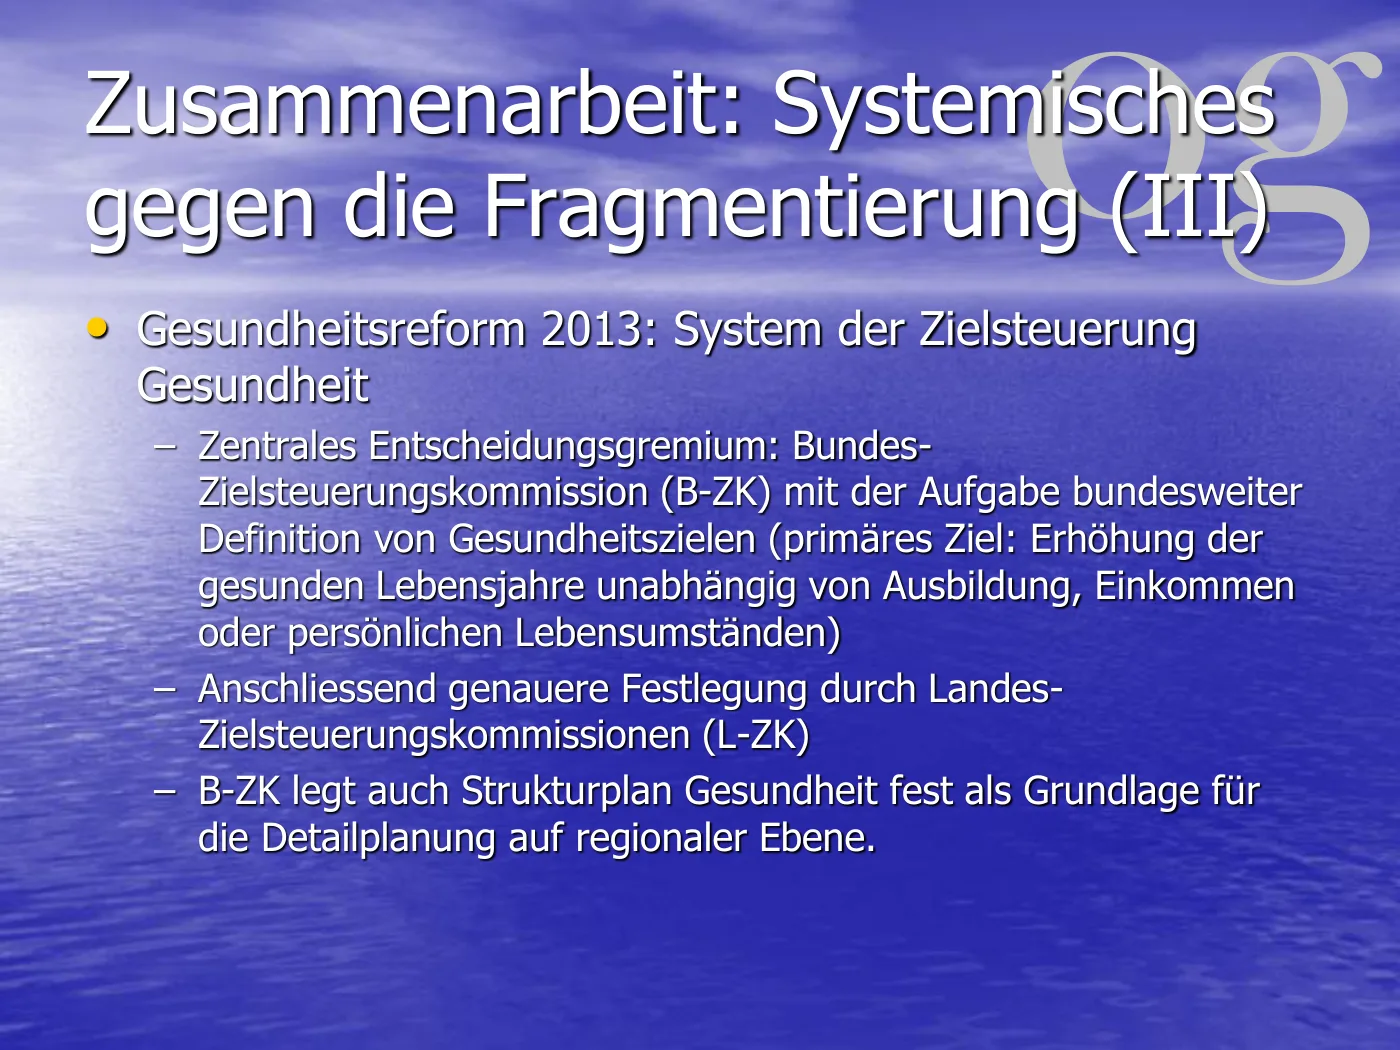 og
Zusammenarbeit: Systemisches
gegen die Fragmentierung (III)
• Gesundheitsreform 2013: System der Zielsteuerung
Gesundheit
– Zentrales Entscheidungsgremium: Bundes-
Zielsteuerungskommission (B-ZK) mit der Aufgabe bundesweiter
Definition von Gesundheitszielen (primäres Ziel: Erhöhung der
gesunden Lebensjahre unabhängig von Ausbildung, Einkommen
oder persönlichen Lebensumständen)
– Anschliessend genauere Festlegung durch Landes-
Zielsteuerungskommissionen (L-ZK)
– B-ZK legt auch Strukturplan Gesundheit fest als Grundlage für
die Detailplanung auf regionaler Ebene.